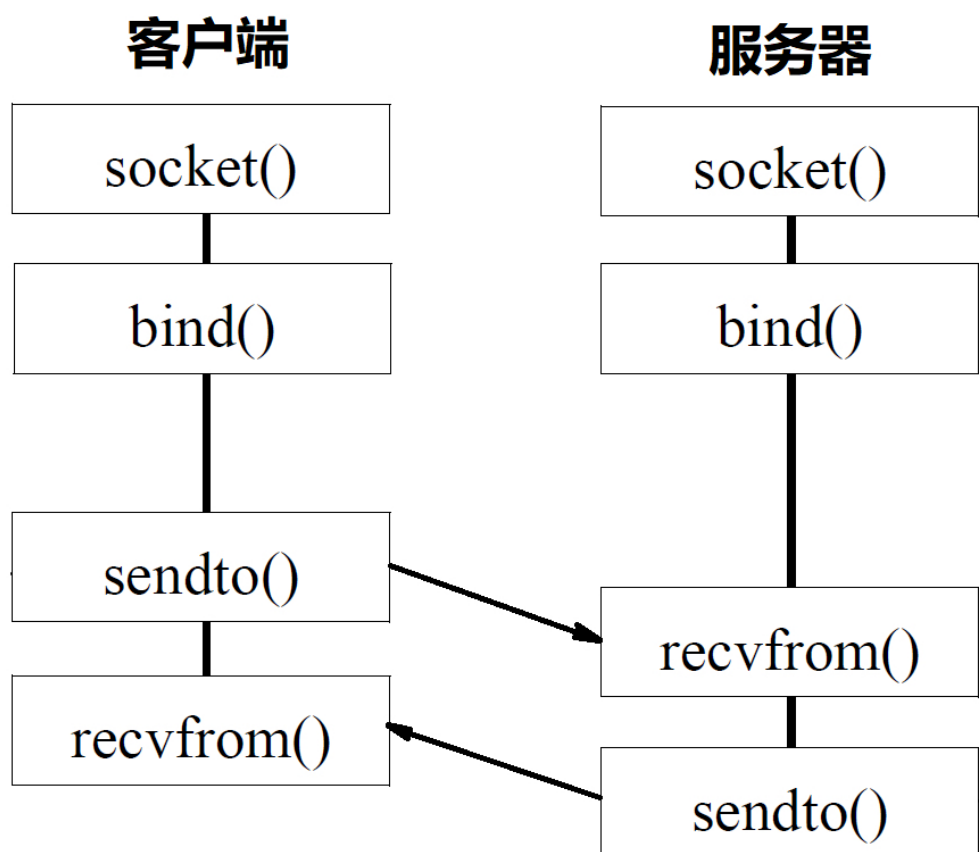 客户端
服务器
socket()
socket()
bind()
bind()
sendto()
recvfrom()
recvfrom()
sendto()